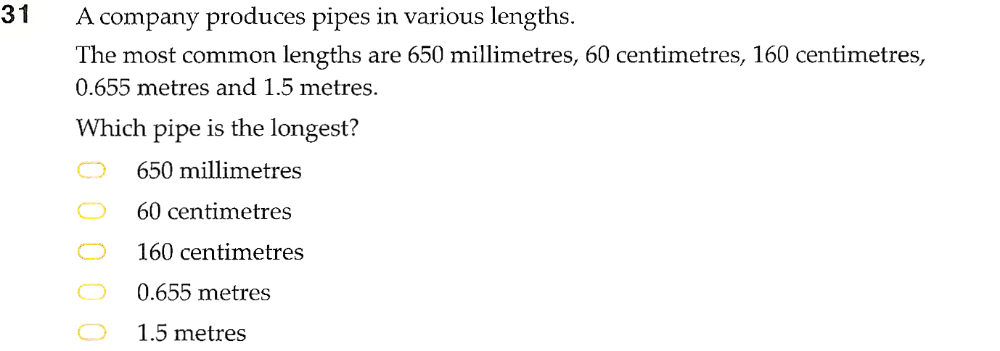 31 A company produces pipes in various lengths.
The most common lengths are 650 millimetres, 60 centimetres, 160 centimetres,
0.655 metres and 1.5 metres.
Which pipe is the longest?
650 millimetres
60 centimetres
160 centimetres
0.655 metres
1.5 metres